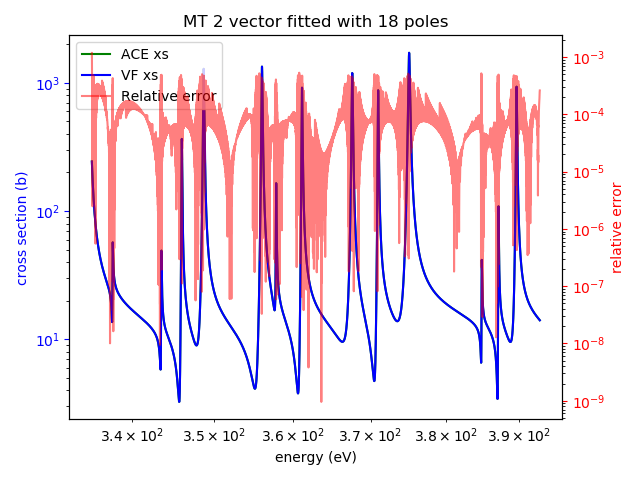 MT 2 vector fitted with 18 poles
ACE xs
VF xs
Relative error
cross section (b)
10³
10²
10¹
relative error
10⁻³
10⁻⁴
10⁻⁵
10⁻⁶
10⁻⁷
10⁻⁸
10⁻⁹
3.4 × 10²
3.5 × 10²
3.6 × 10²
3.7 × 10²
3.8 × 10²
3.9 × 10²
energy (eV)